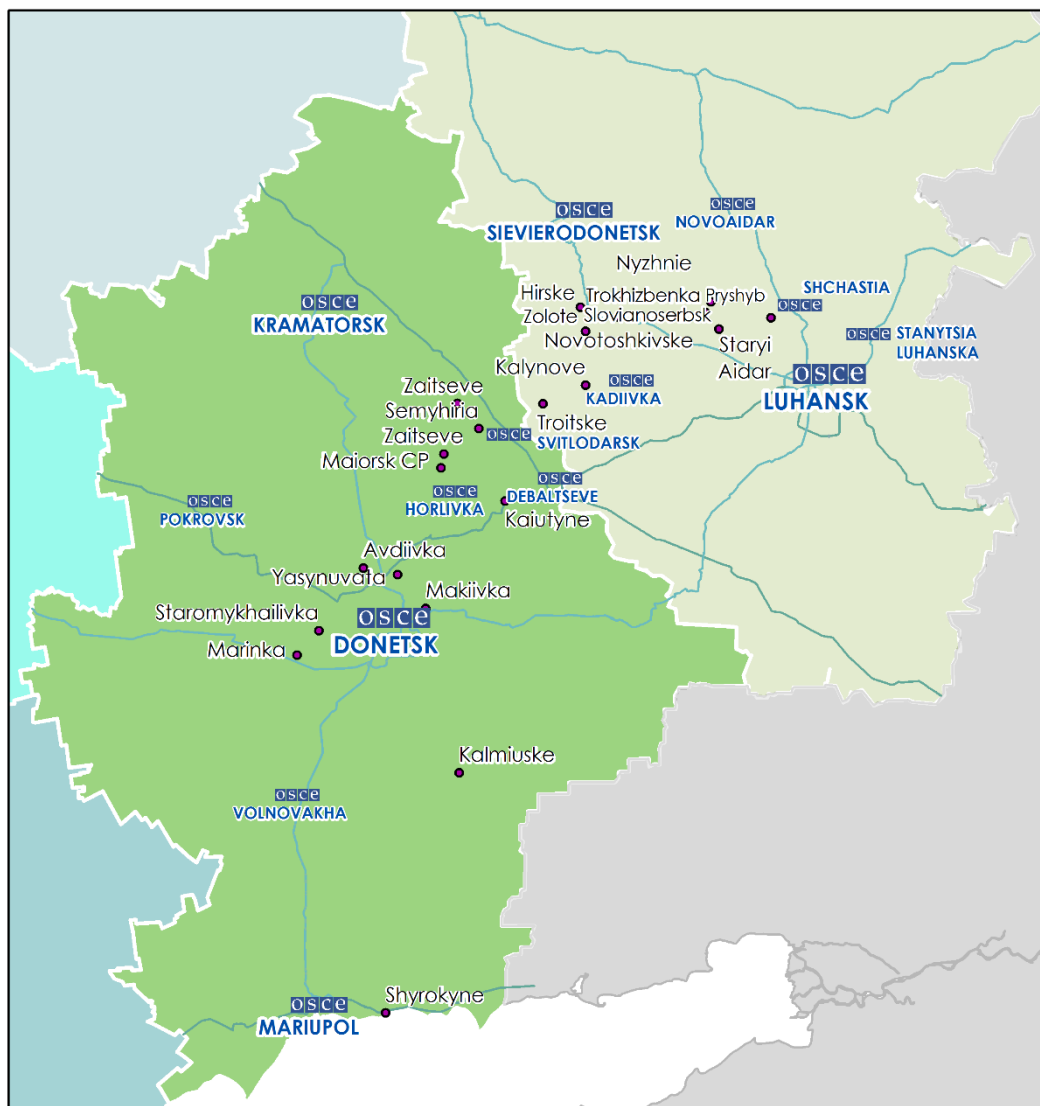 osce
NOVOAIDAR
osce
SIEVIERODONETSK
Nyzhnie
osce
KRAMATORSK
Hirske
Trokhizbenka
Pryshyb
SHCHASTIA
osce
Zolote
Slovianoserbsk
Novotoshkivske
Staryi
Aidar
osce
STANYTSIA
LUHANSKA
Kalynove
osce
KADIIVKA
osce
LUHANSK
Zaitseve
Semyhiria
Troitske
osce
SVITLODARSK
Zaitseve
Maiorsk CP
osce
HORLIVKA
osce
DEBALTSEVE
Kaiutyne
osce
POKROVSK
Avdiivka
Yasynuvata
Makiivka
Staromykhailivka
osce
DONETSK
Marinka
Kalmiuske
osce
VOLNOVAKHA
Shyrokyne
osce
MARIUPOL